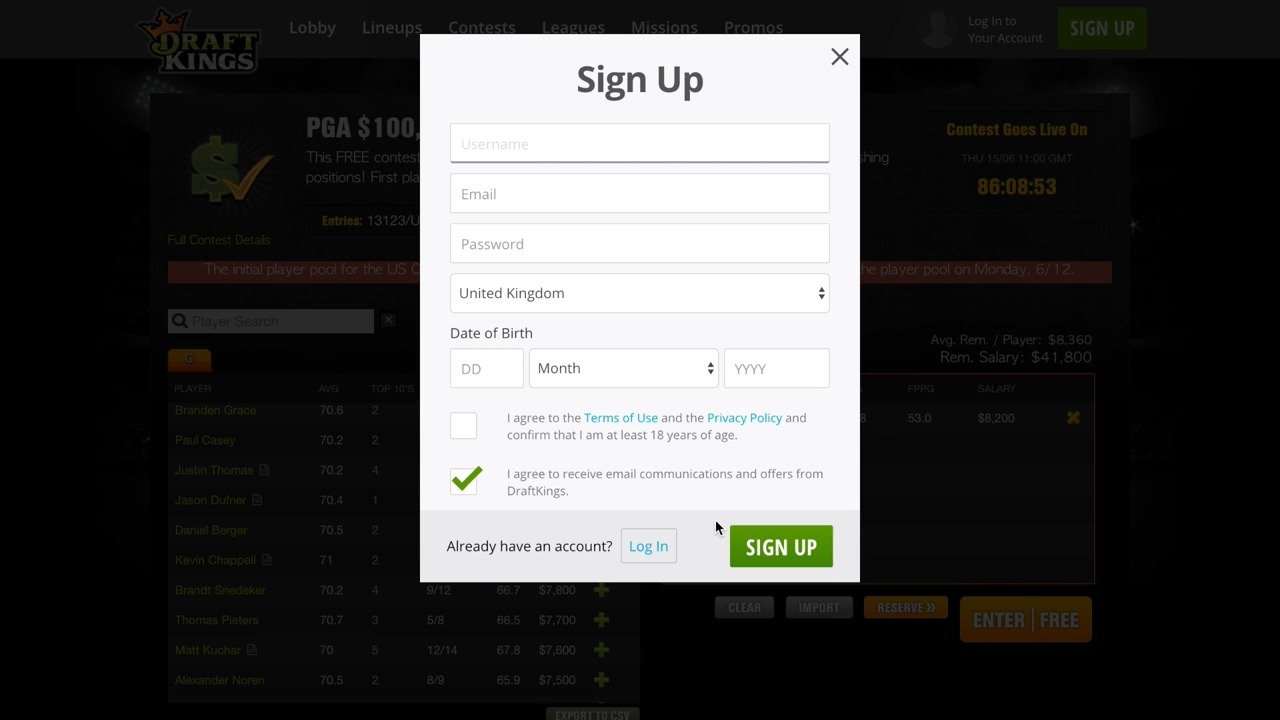 DRAFT
KINGS
Lobby
Lineups
Contests
Leagues
Missions
Promos
Log In to
Your Account
SIGN UP
PGA $100,
This FREE contest
positions! First
Full Contest Details
Entries: 13123/U
Contest Goes Live On
THU 15/06 11:00 GMT
86:08:53
The initial player pool for the US
the player pool on Monday, 6/12.
Player Search
G
PLAYER AVG TOP 10'S
Branden Grace 70.6 2
Paul Casey 70.2 2
Justin Thomas 70.2 4
Jason Dufner 70.4 1
Daniel Berger 70.5 2
Kevin Chappell 71 2
Brandt Snedeker 70.2 4 9/12 66.7 $7,800
Thomas Pieters 70.7 3 5/8 66.5 $7,700
Matt Kuchar 70 5 12/14 67.8 $7,600
Alexander Noren 70.5 2 8/9 65.9 $7,500
EXPORT TO CSV
Sign Up
Username
Email
Password
United Kingdom
Date of Birth
DD Month YYYY
I agree to the Terms of Use and the Privacy Policy and
confirm that I am at least 18 years of age.
I agree to receive email communications and offers from
DraftKings.
Already have an account? Log In SIGN UP
Avg. Rem. / Player: $8,360
Rem. Salary: $41,800
FPPG SALARY
8 53.0 $8,200
CLEAR IMPORT RESERVE ENTER FREE